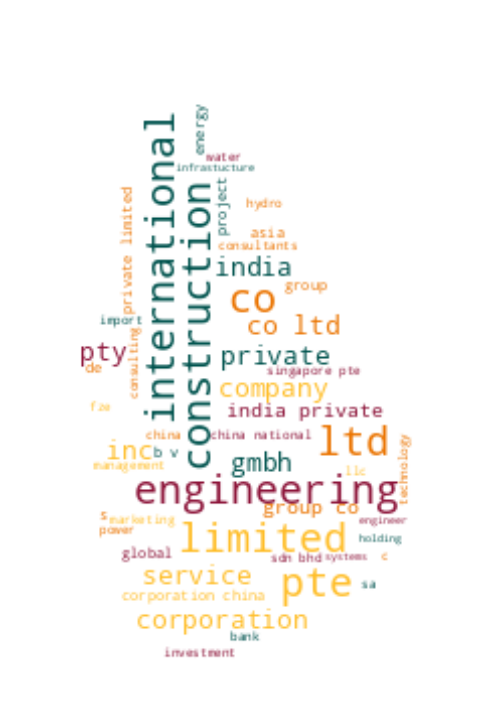 energy
international
water
infrastucture
construction
project
private limited
hydro
asia
consultants
india
group
co
import
co ltd
consulting
pty
private
de
singapore pte
company
fze
india private
china
china national
ltd
inc
b v
gmbh
management
llc
technology
engineering
group co
s
marketing
engineer
power
limited
holding
global
sdn bhd
systems
c
service
pte
sa
corporation china
corporation
bank
investment